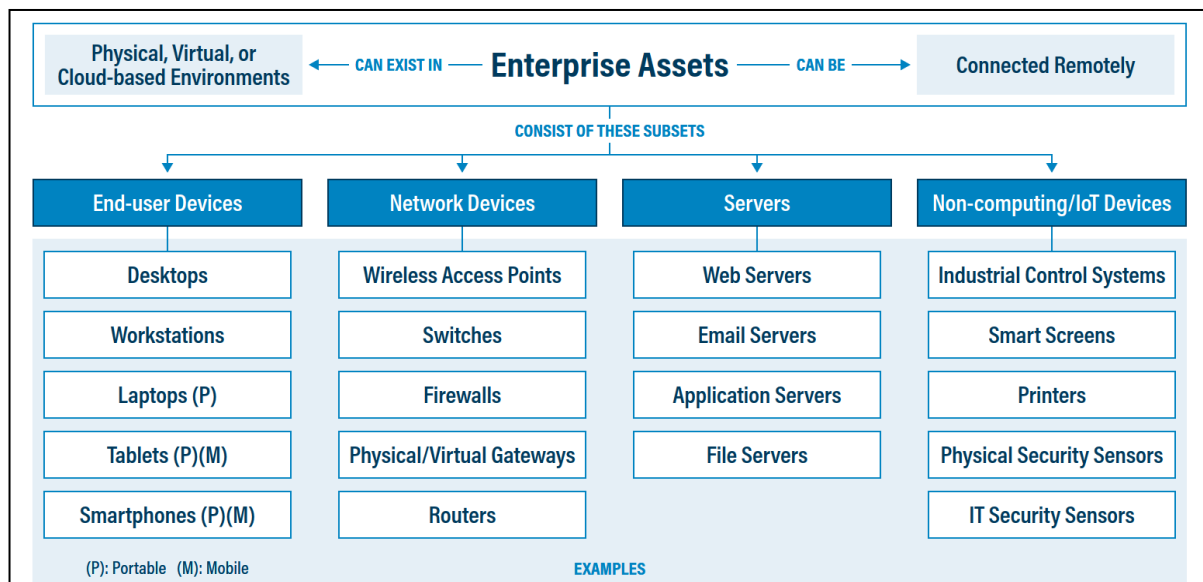 Physical, Virtual, or
Cloud-based Environments
CAN EXIST IN
Enterprise Assets
CAN BE
Connected Remotely
CONSIST OF THESE SUBSETS
End-user Devices
Network Devices
Servers
Non-computing/IoT Devices
Desktops
Wireless Access Points
Web Servers
Industrial Control Systems
Workstations
Switches
Email Servers
Smart Screens
Laptops (P)
Firewalls
Application Servers
Printers
Tablets (P)(M)
Physical/Virtual Gateways
File Servers
Physical Security Sensors
Smartphones (P)(M)
Routers
IT Security Sensors
(P): Portable (M): Mobile
EXAMPLES